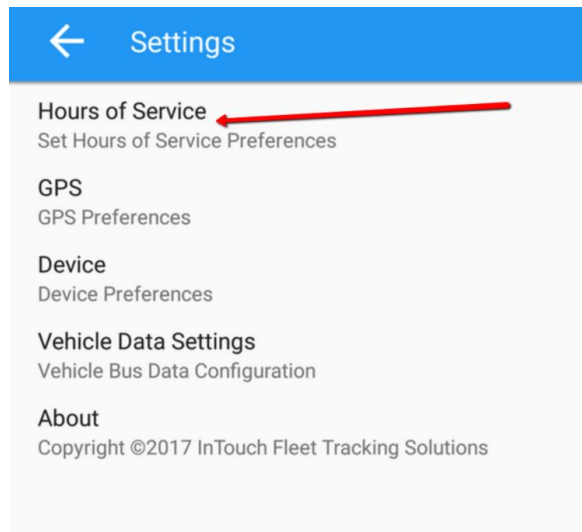 Settings
Hours of Service
Set Hours of Service Preferences
GPS
GPS Preferences
Device
Device Preferences
Vehicle Data Settings
Vehicle Bus Data Configuration
About
Copyright ©2017 InTouch Fleet Tracking Solutions